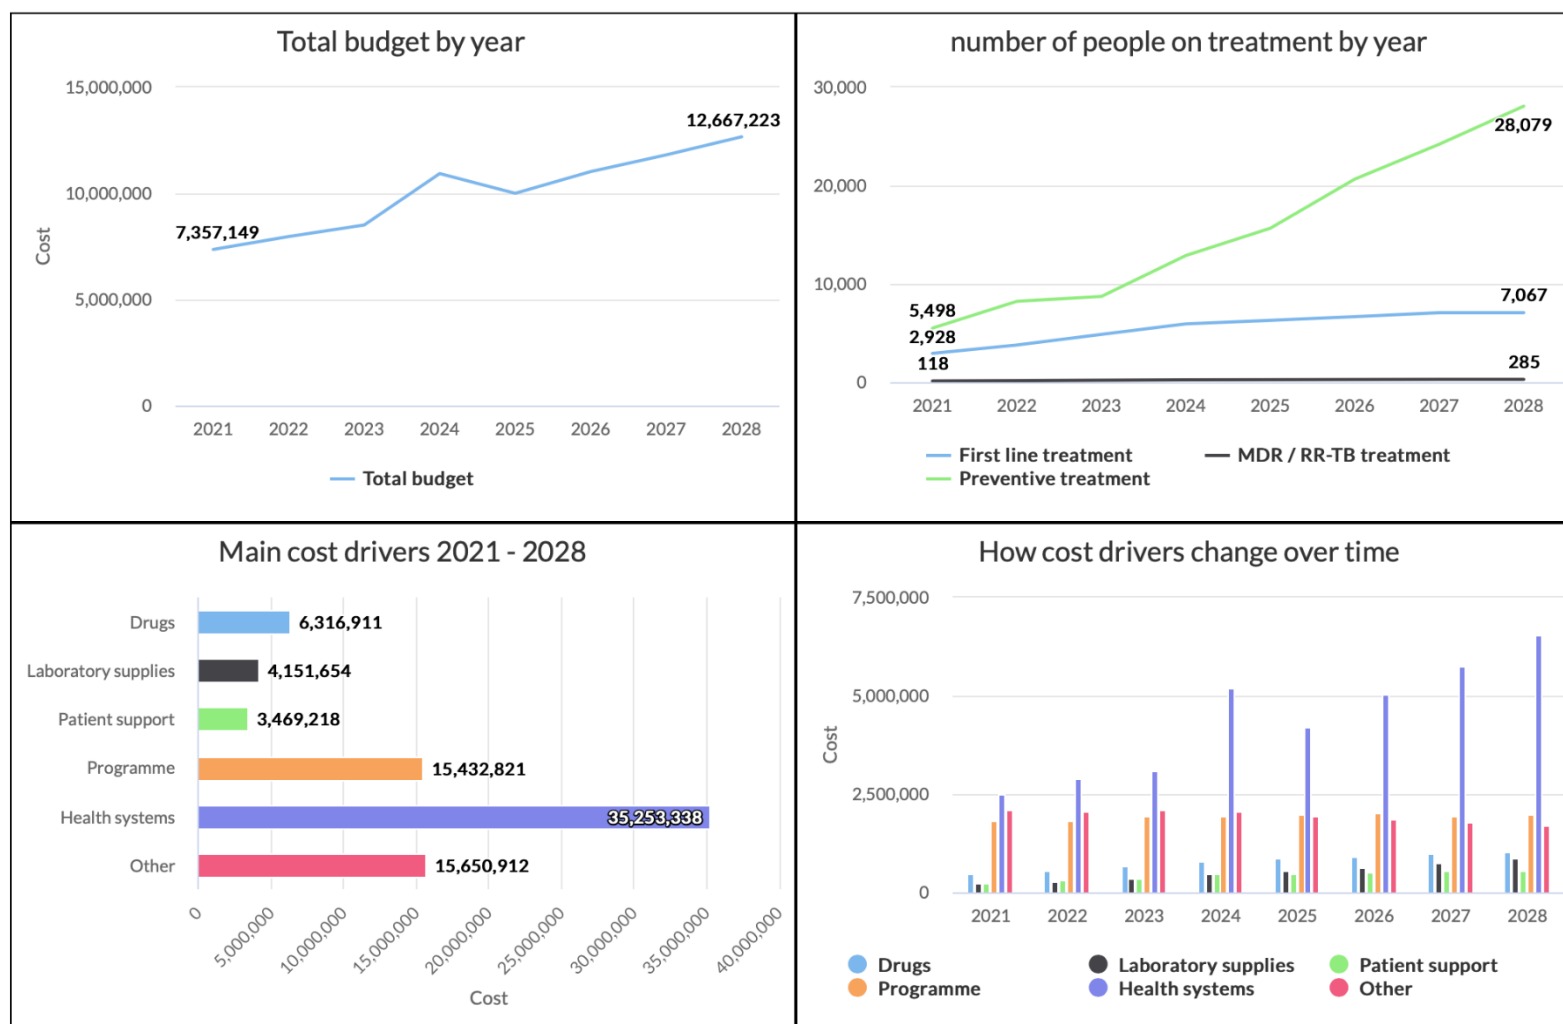 Total budget by year
15,000,000
10,000,000
5,000,000
0
Cost
7,357,149
12,667,223
2021 2022 2023 2024 2025 2026 2027 2028
Total budget
number of people on treatment by year
30,000
20,000
10,000
0
5,498
2,928
118
28,079
7,067
285
2021 2022 2023 2024 2025 2026 2027 2028
First line treatment MDR / RR-TB treatment
Preventive treatment
Main cost drivers 2021 - 2028
Drugs 6,316,911
Laboratory supplies 4,151,654
Patient support 3,469,218
Programme 15,432,821
Health systems 35,253,338
Other 15,650,912
0 5,000,000 10,000,000 15,000,000 20,000,000 25,000,000 30,000,000 35,000,000 40,000,000
Cost
How cost drivers change over time
7,500,000
5,000,000
2,500,000
0
Cost
2021 2022 2023 2024 2025 2026 2027 2028
Drugs Laboratory supplies Patient support
Programme Health systems Other